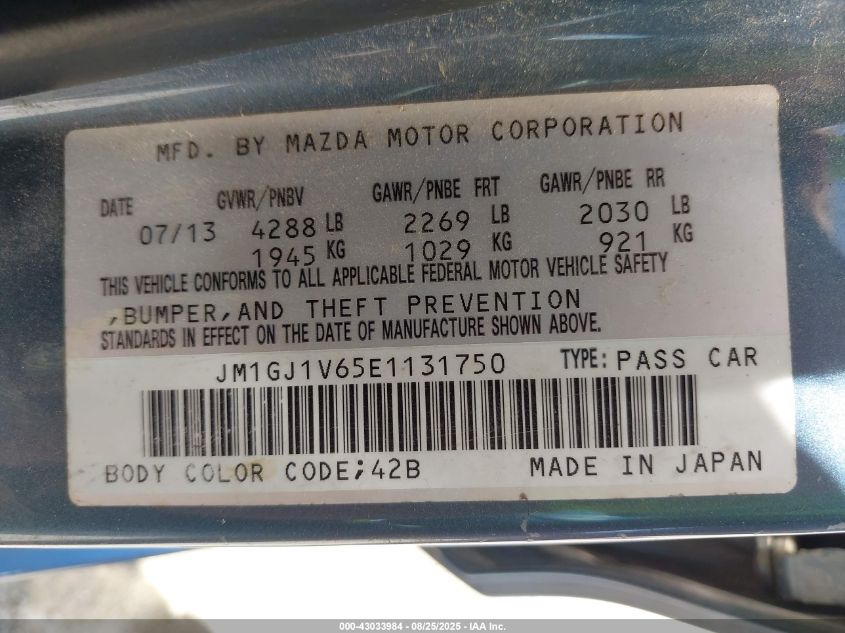 MFD. BY MAZDA MOTOR CORPORATION
DATE GVWR/PNBV GAWR/PNBE FRT GAWR/PNBE RR
07/13 4288 LB 2269 LB 2030 LB
1945 KG 1029 KG 921 KG
THIS VEHICLE CONFORMS TO ALL APPLICABLE FEDERAL MOTOR VEHICLE SAFETY
,BUMPER,AND THEFT PREVENTION
STANDARDS IN EFFECT ON THE DATE OF MANUFACTURE SHOWN ABOVE.
JM1GJ1V65E1131750 TYPE: PASS CAR
BODY COLOR CODE;42B MADE IN JAPAN
000-43033984 - 08/25/2025 - IAA Inc.